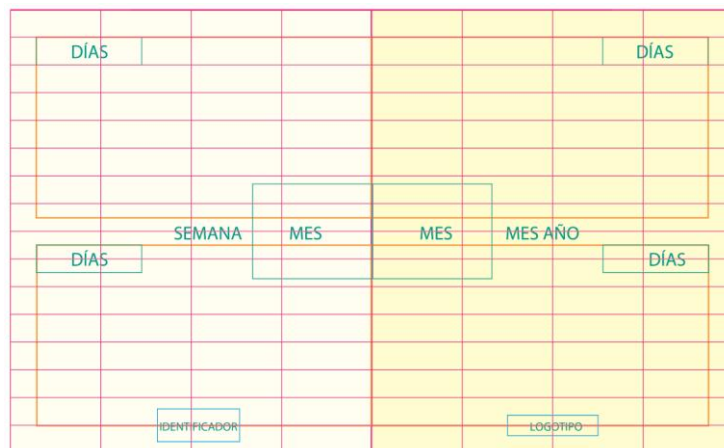 DÍAS
DÍAS
SEMANA
MES
MES
MES AÑO
DÍAS
DÍAS
IDENTIFICADOR
LOGOTIPO